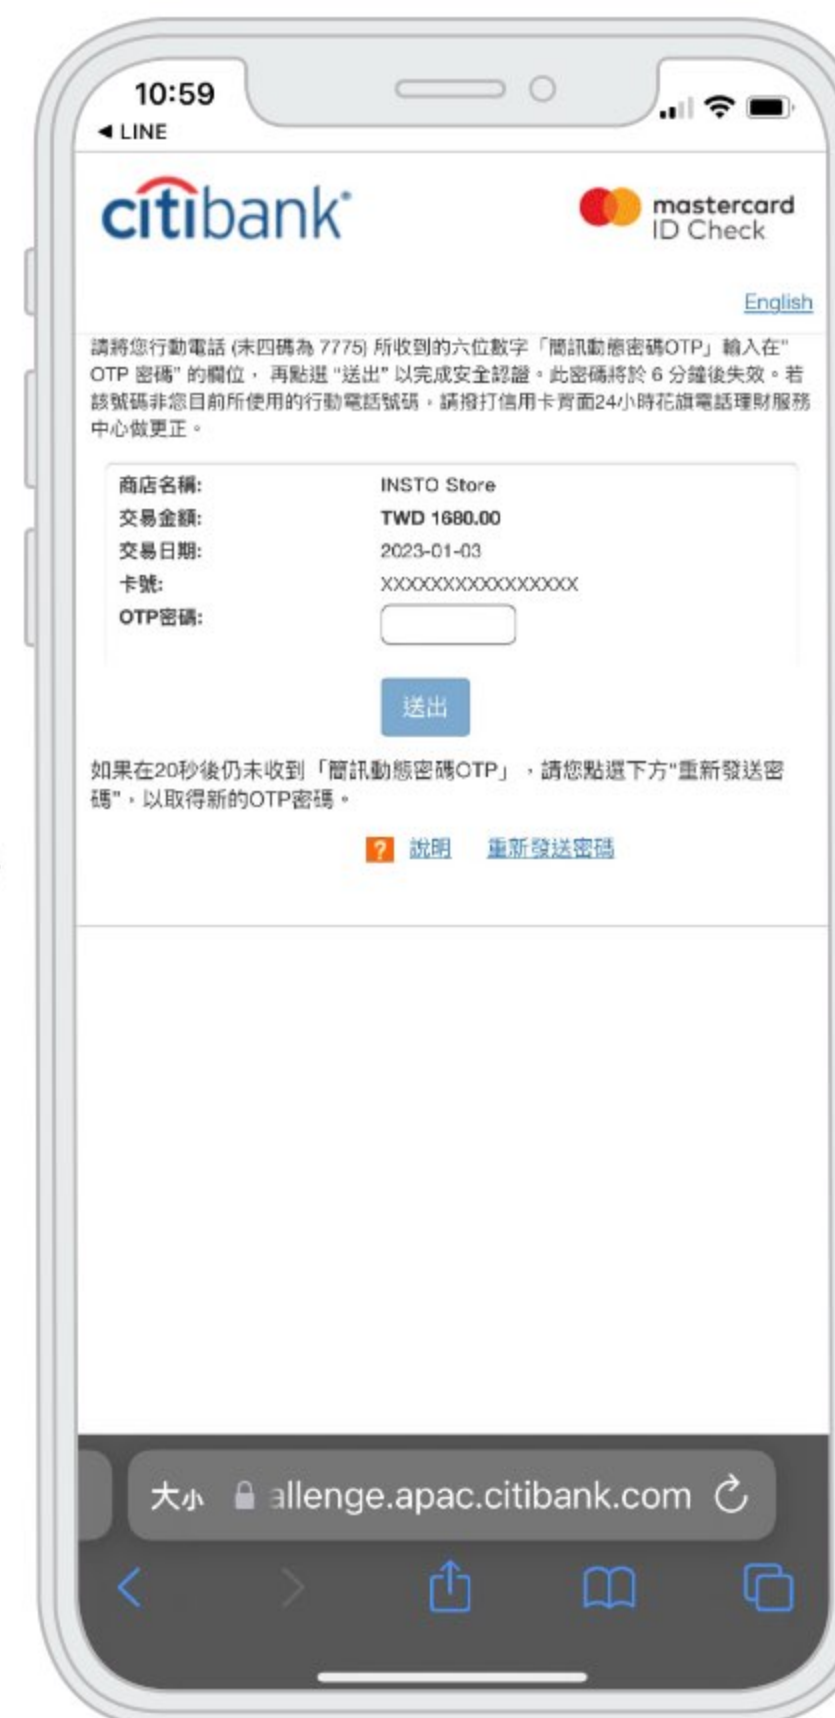 10:59
◀ LINE
citibank
mastercard
ID Check
English
請將您行動電話 (末四碼為 7775) 所收到的六位數字「簡訊動態密碼OTP」輸入在"
OTP 密碼" 的欄位， 再點選 "送出" 以完成安全認證。此密碼將於 6 分鐘後失效。若
該號碼非您目前所使用的行動電話號碼，請撥打信用卡背面24小時花旗電話理財服務
中心做更正。
商店名稱: INSTO Store
交易金額: TWD 1680.00
交易日期: 2023-01-03
卡號: XXXXXXXXXXXXXXXX
OTP密碼:
送出
如果在20秒後仍未收到「簡訊動態密碼OTP」，請您點選下方"重新發送密
碼"，以取得新的OTP密碼。
? 說明 重新發送密碼
大小 allenge.apac.citibank.com